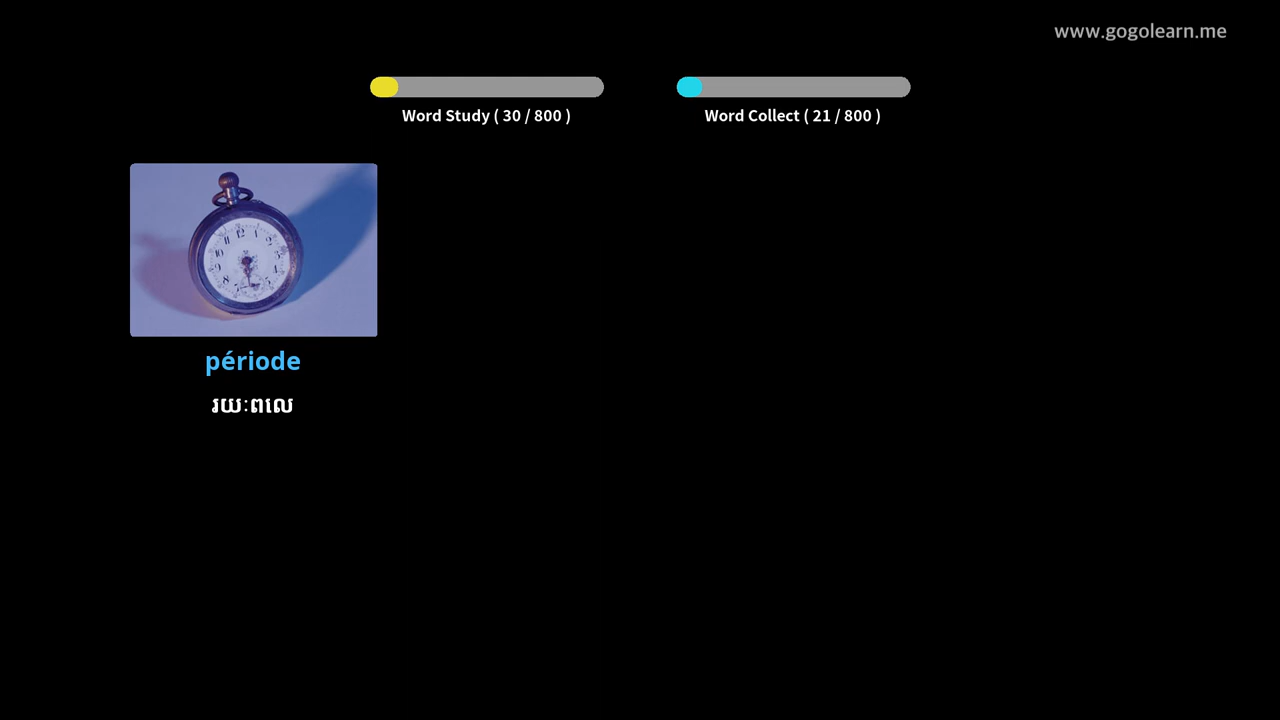 www.gogolearn.me
Word Study ( 30 / 800 )
Word Collect ( 21 / 800 )
période
រយៈពេល